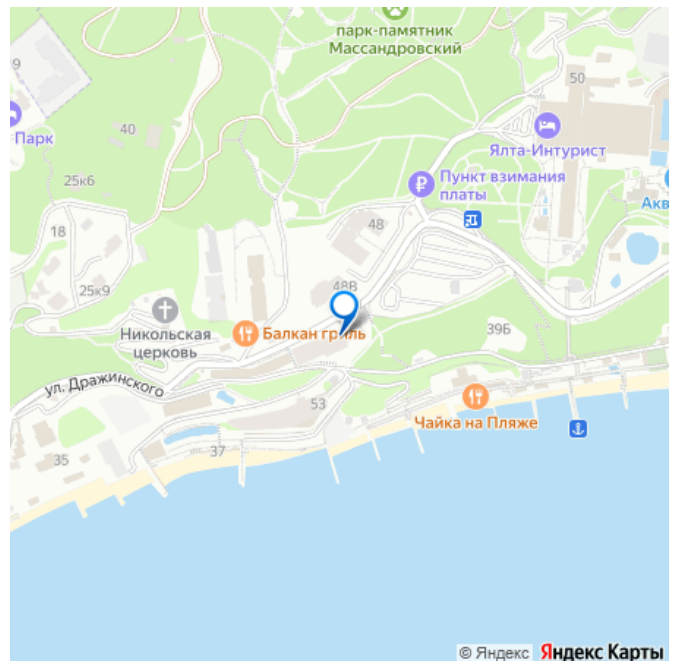 парк-памятник
Массандровский
9
50
Парк
40
Ялта-Интурист
25к6
Пункт взимания
платы
Акв
18
48
25к9
48В
Никольская
церковь
Балкан гриль
39Б
ул. Дражинского
53
Чайка на Пляже
37
35
© Яндекс Яндекс Карты